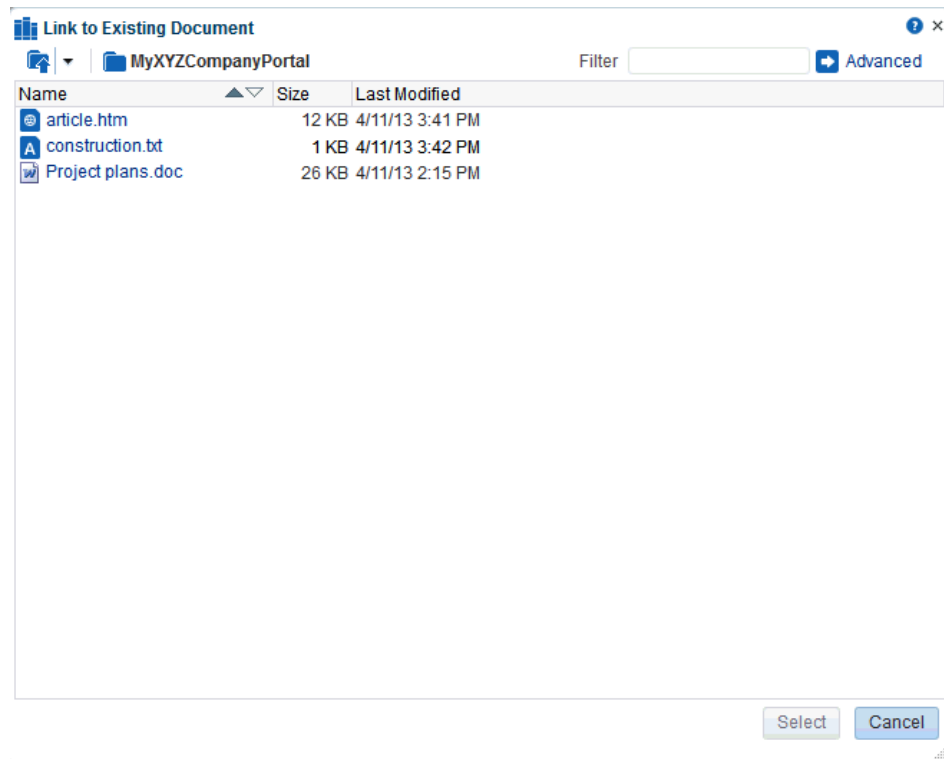 Link to Existing Document
MyXYZCompanyPortal Filter Advanced
Name Size Last Modified
article.htm 12 KB 4/11/13 3:41 PM
A construction.txt 1 KB 4/11/13 3:42 PM
Project plans.doc 26 KB 4/11/13 2:15 PM
Select Cancel